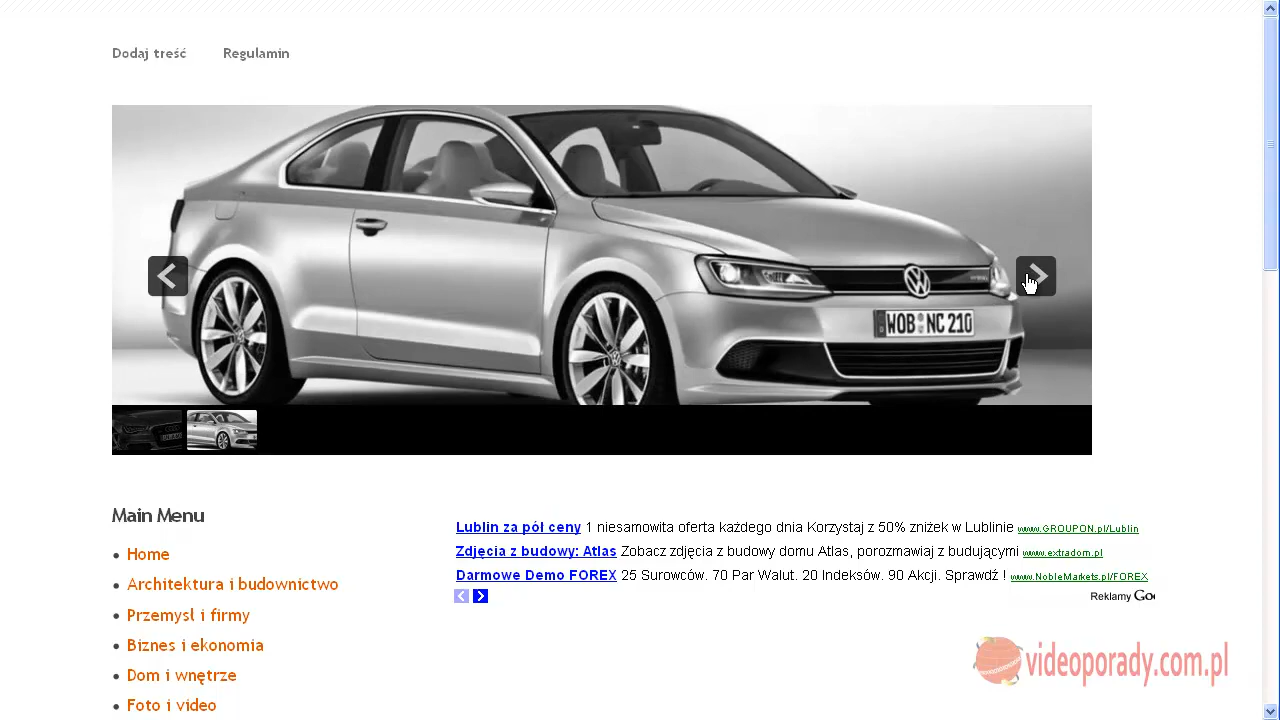 Dodaj treść Regulamin
WOB NC 210
Main Menu
Home
Architektura i budownictwo
Przemysł i firmy
Biznes i ekonomia
Dom i wnętrze
Foto i video
Lublin za pół ceny 1 niesamowita oferta każdego dnia Korzystaj z 50% zniżek w Lublinie www.GROUPON.pl/Lublin
Zdjęcia z budowy: Atlas Zobacz zdjęcia z budowy domu Atlas, porozmawiaj z budującymi www.extradom.pl
Darmowe Demo FOREX 25 Surowców. 70 Par Walut. 20 Indeksów. 90 Akcji. Sprawdź ! www.NobleMarkets.pl/FOREX
Reklamy Goo
videoporady.com.pl